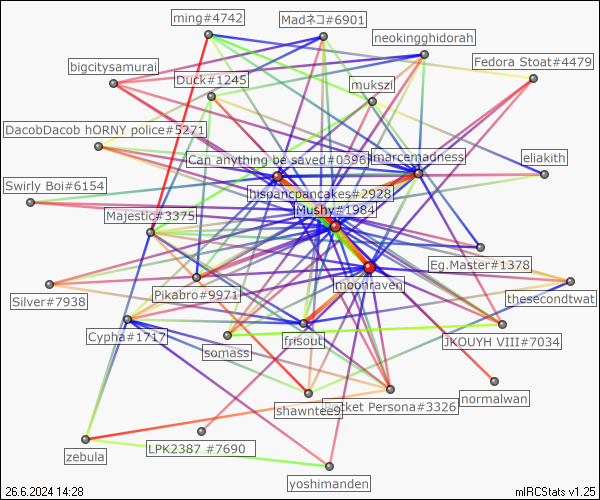 ming#4742
Madネコ#6901
neokingghidorah
bigcitysamurai
Duck#1245
Fedora Stoat#4479
mukszi
DacobDacob hORNY police#5271
Can anything be saved#0396
marcemadness
eliakith
Swirly Boi#6154
hispancpancakes#2928
Mushy#1984
Majestic#3375
Eg.Master#1378
moonraven
Silver#7938
Pikabro#9971
thesecondtwat
Cypha#1717
somass
frisout
JKOUYH VIII#7034
normalwan
shawntee9
Pocket Persona#3326
zebula
LPK2387 #7690
yoshimanden
26.6.2024 14:28
mIRCStats v1.25